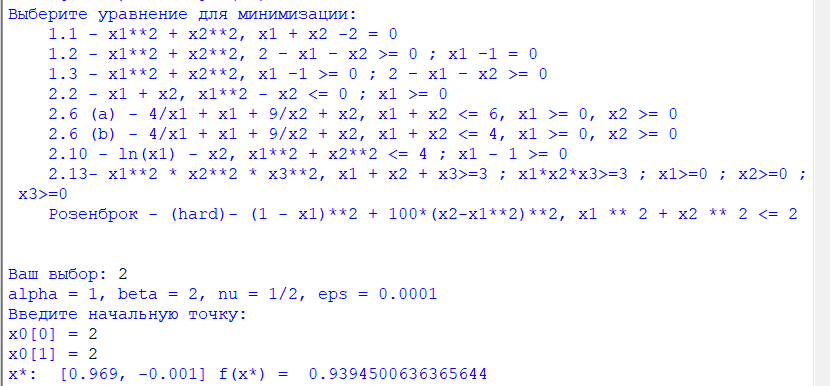 Выберите уравнение для минимизации:
1.1 - x1**2 + x2**2, x1 + x2 -2 = 0
1.2 - x1**2 + x2**2, 2 - x1 - x2 >= 0 ; x1 -1 = 0
1.3 - x1**2 + x2**2, x1 -1 >= 0 ; 2 - x1 - x2 >= 0
2.2 - x1 + x2, x1**2 - x2 <= 0 ; x1 >= 0
2.6 (a) - 4/x1 + x1 + 9/x2 + x2, x1 + x2 <= 6, x1 >= 0, x2 >= 0
2.6 (b) - 4/x1 + x1 + 9/x2 + x2, x1 + x2 <= 4, x1 >= 0, x2 >= 0
2.10 - ln(x1) - x2, x1**2 + x2**2 <= 4 ; x1 - 1 >= 0
2.13- x1**2 * x2**2 * x3**2, x1 + x2 + x3>=3 ; x1*x2*x3>=3 ; x1>=0 ; x2>=0 ;
x3>=0
Розенброк - (hard)- (1 - x1)**2 + 100*(x2-x1**2)**2, x1 ** 2 + x2 ** 2 <= 2
Ваш выбор: 2
alpha = 1, beta = 2, nu = 1/2, eps = 0.0001
Введите начальную точку:
x0[0] = 2
x0[1] = 2
x*:  [0.969, -0.001] f(x*) =  0.9394500636365644